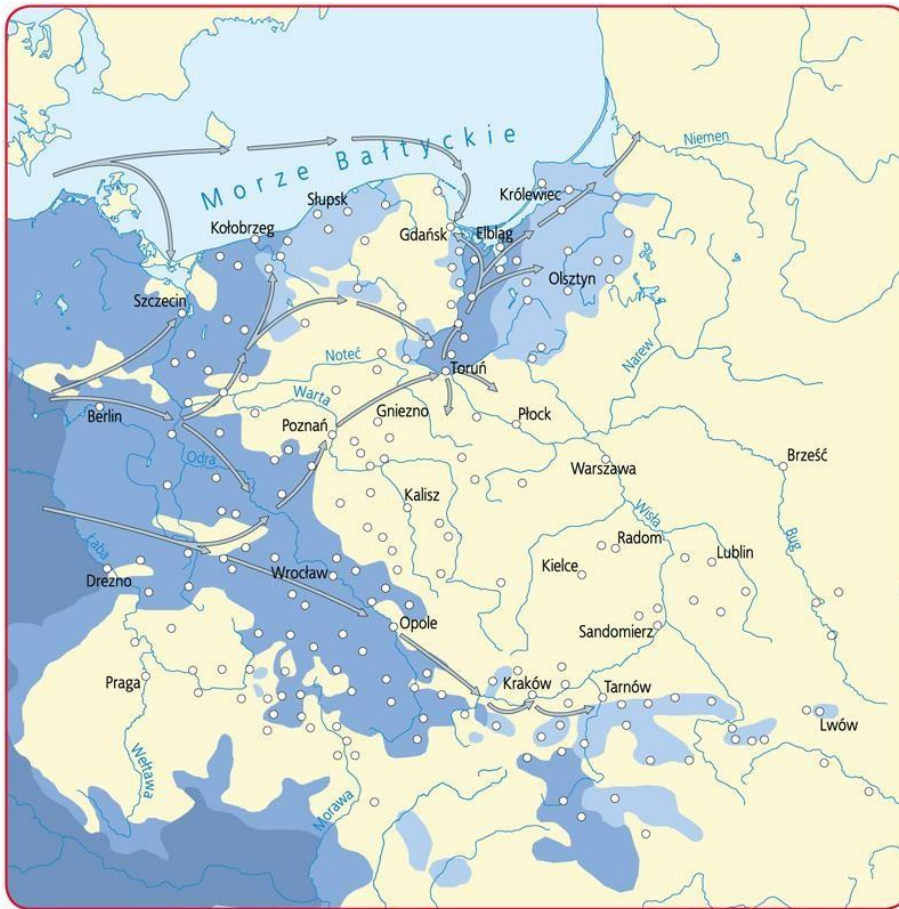 Morze Bałtyckie
Niemen
Słupsk
Królewiec
Kołobrzeg
Gdańsk
Elbląg
Olsztyn
Szczecin
Noteć
Toruń
Narew
Berlin
Warta
Gniezno
Płock
Poznań
Odra
Warszawa
Brześć
Kalisz
Wisła
Bug
Radom
Lublin
Łaba
Kielce
Drezno
Wrocław
Opole
Sandomierz
Praga
Kraków
Tarnów
Lwów
Wełtawa
Morawa